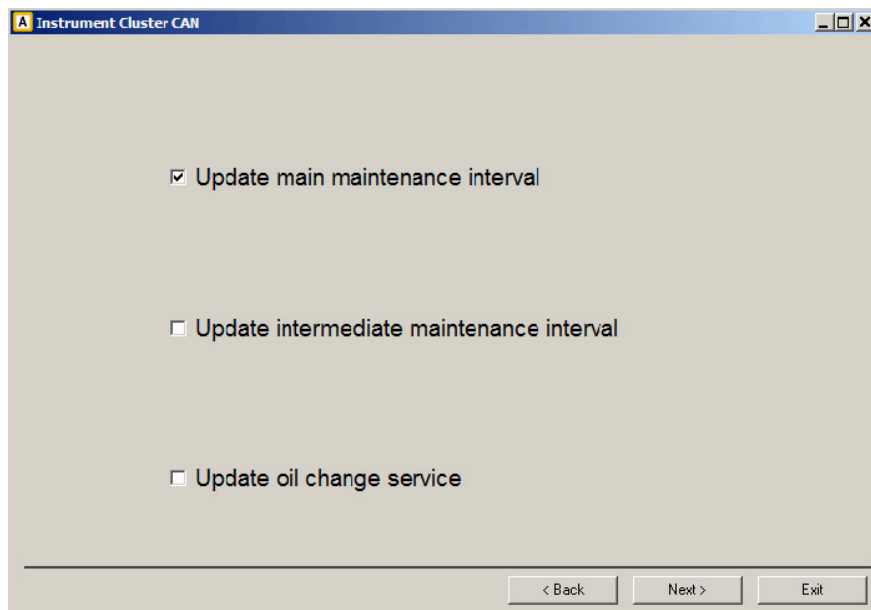 A Instrument Cluster CAN
Update main maintenance interval
Update intermediate maintenance interval
Update oil change service
< Back Next > Exit